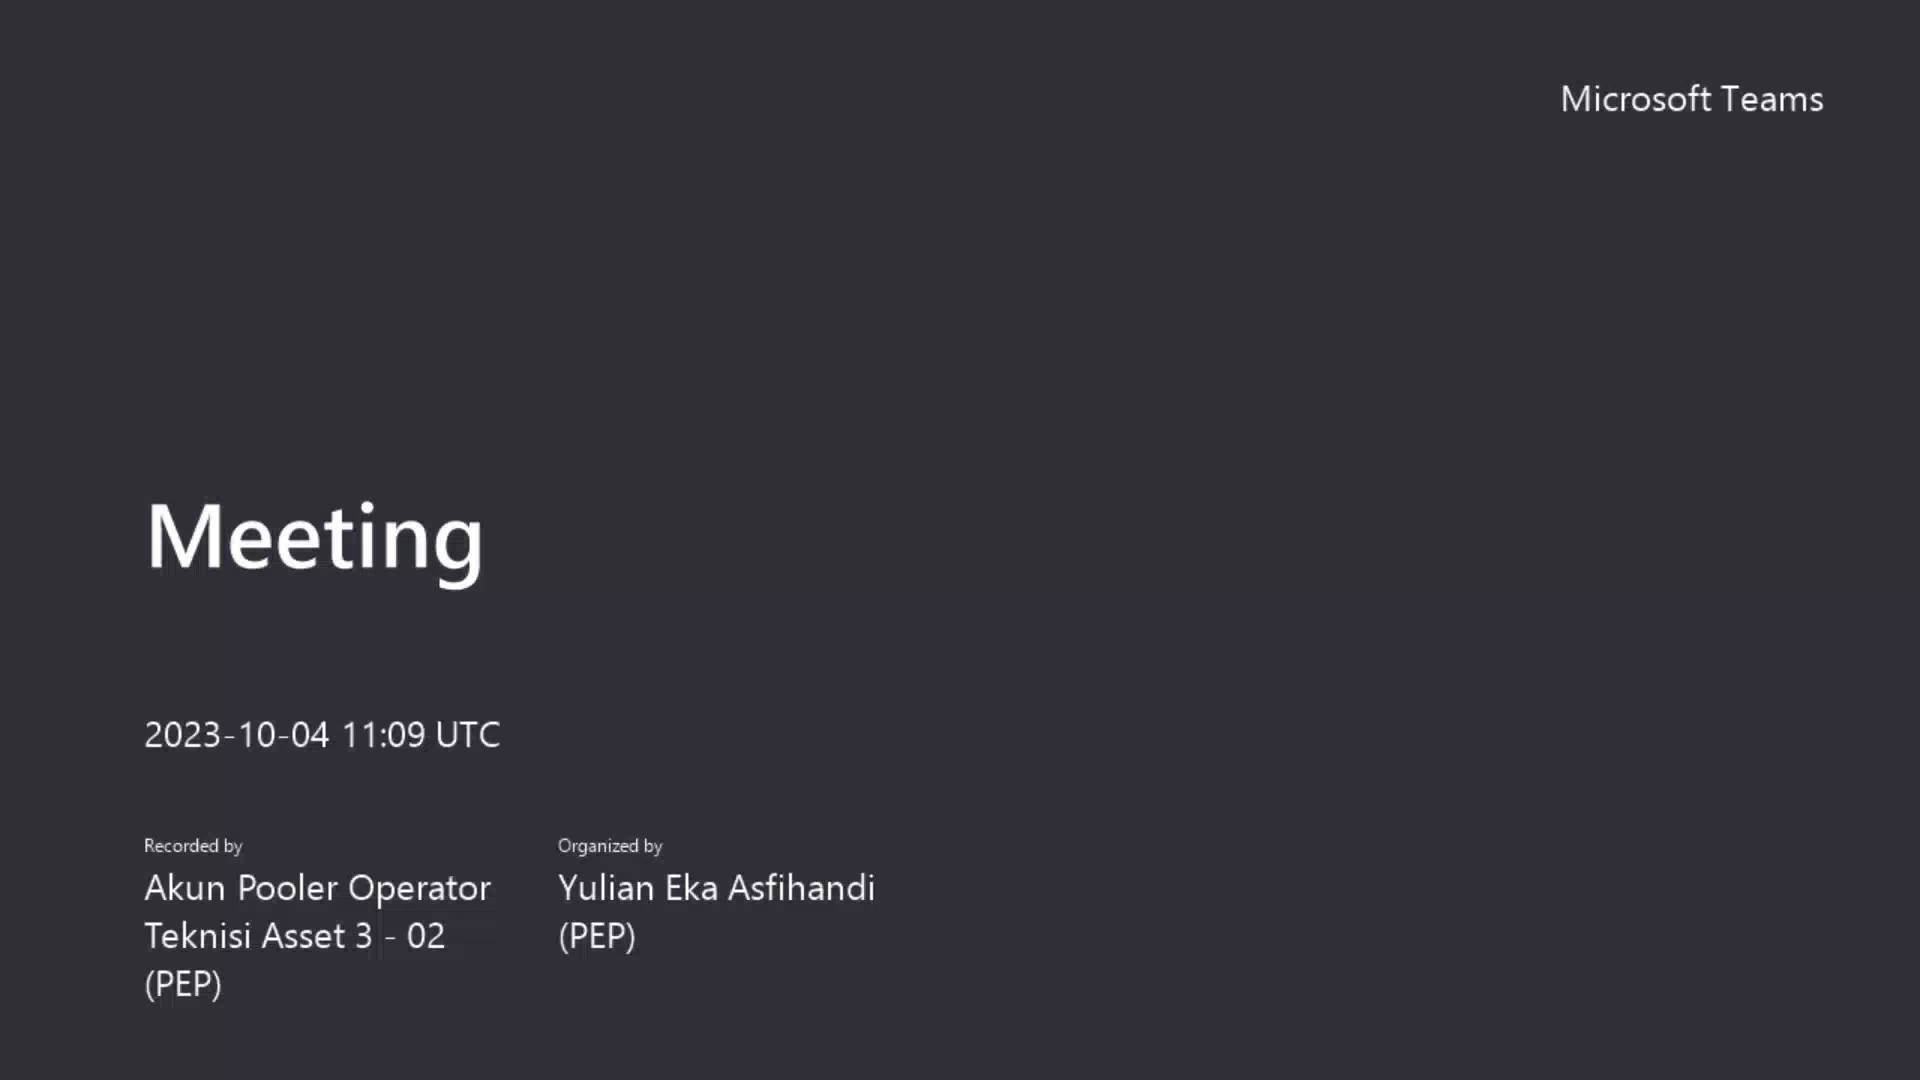 Microsoft Teams
Meeting
2023-10-04 11:09 UTC
Recorded by
Akun Pooler Operator
Teknisi Asset 3 - 02
(PEP)
Organized by
Yulian Eka Asfihandi
(PEP)